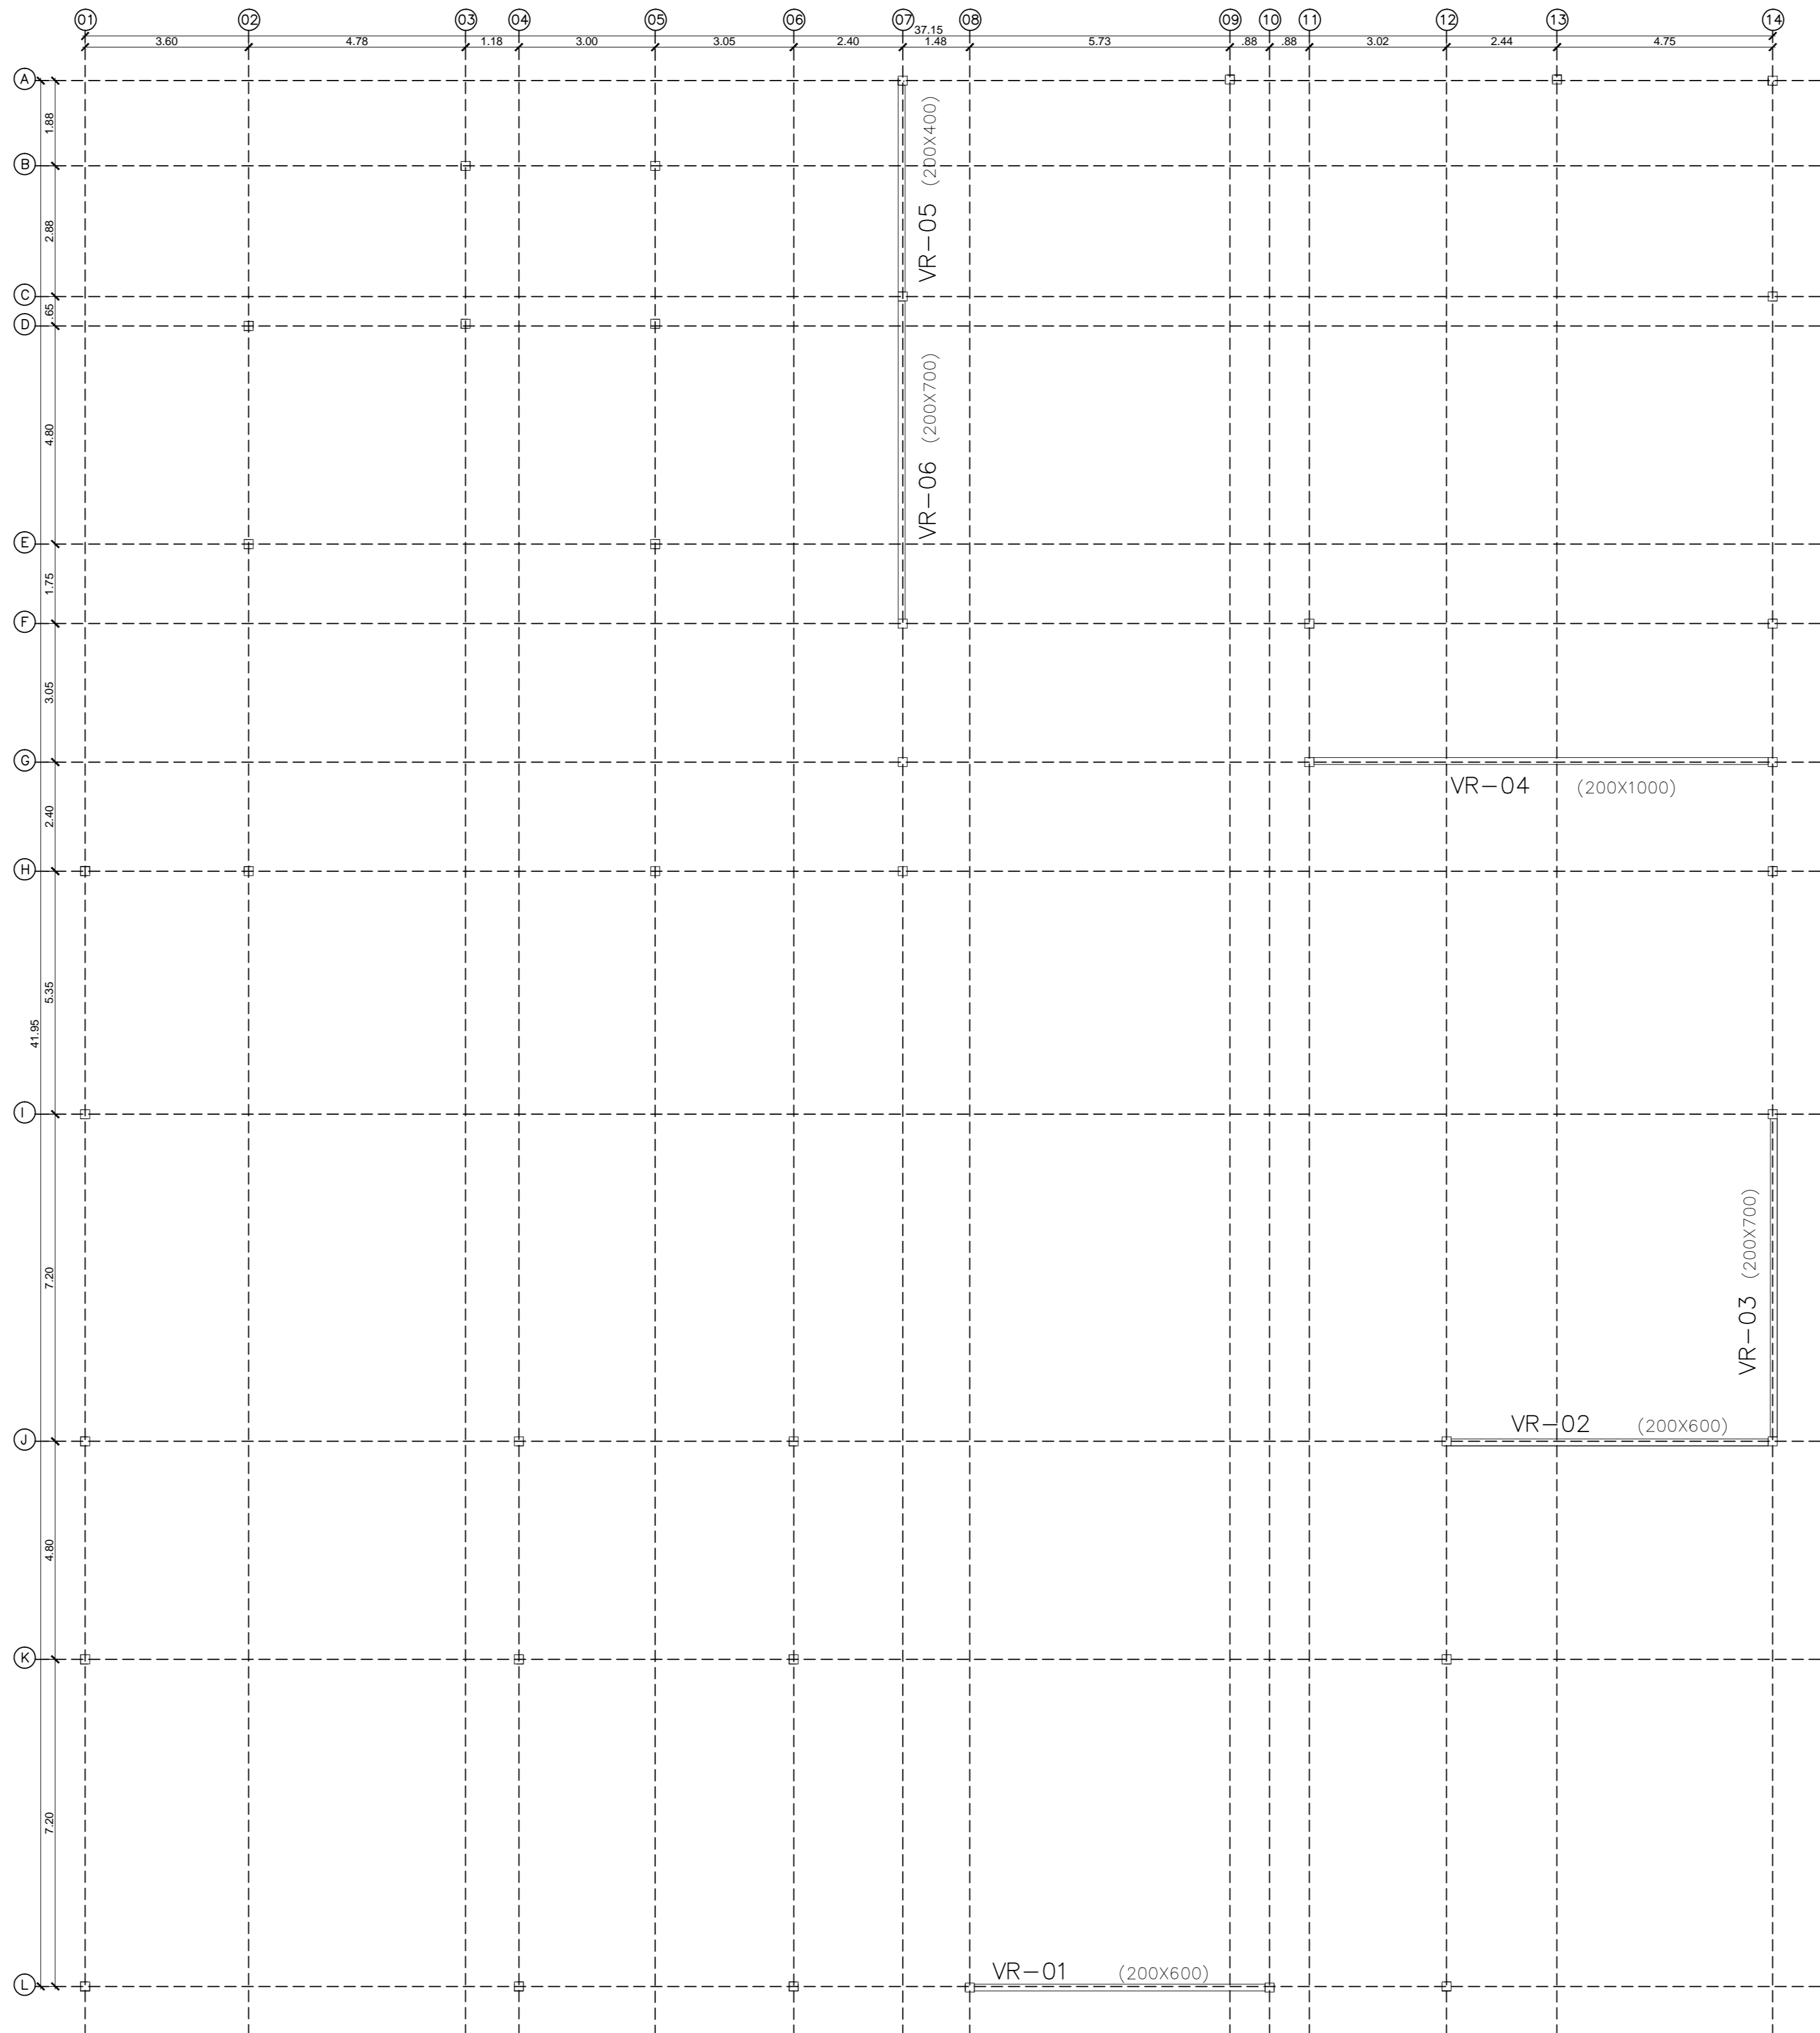 01 02 03 04 05 06 07 08 09 10 11 12 13 14
37.15
3.60 4.78 1.18 3.00 3.05 2.40 1.48 5.73 .88 .88 3.02 2.44 4.75
A
1.88
B
2.88
C
.65
D
4.80
E
1.75
F
3.05
G
2.40
H
5.35
41.95
I
7.20
J
4.80
K
7.20
L
VR-05 (200X400)
VR-06 (200X700)
VR-04 (200X1000)
VR-03 (200X700)
VR-02 (200X600)
VR-01 (200X600)